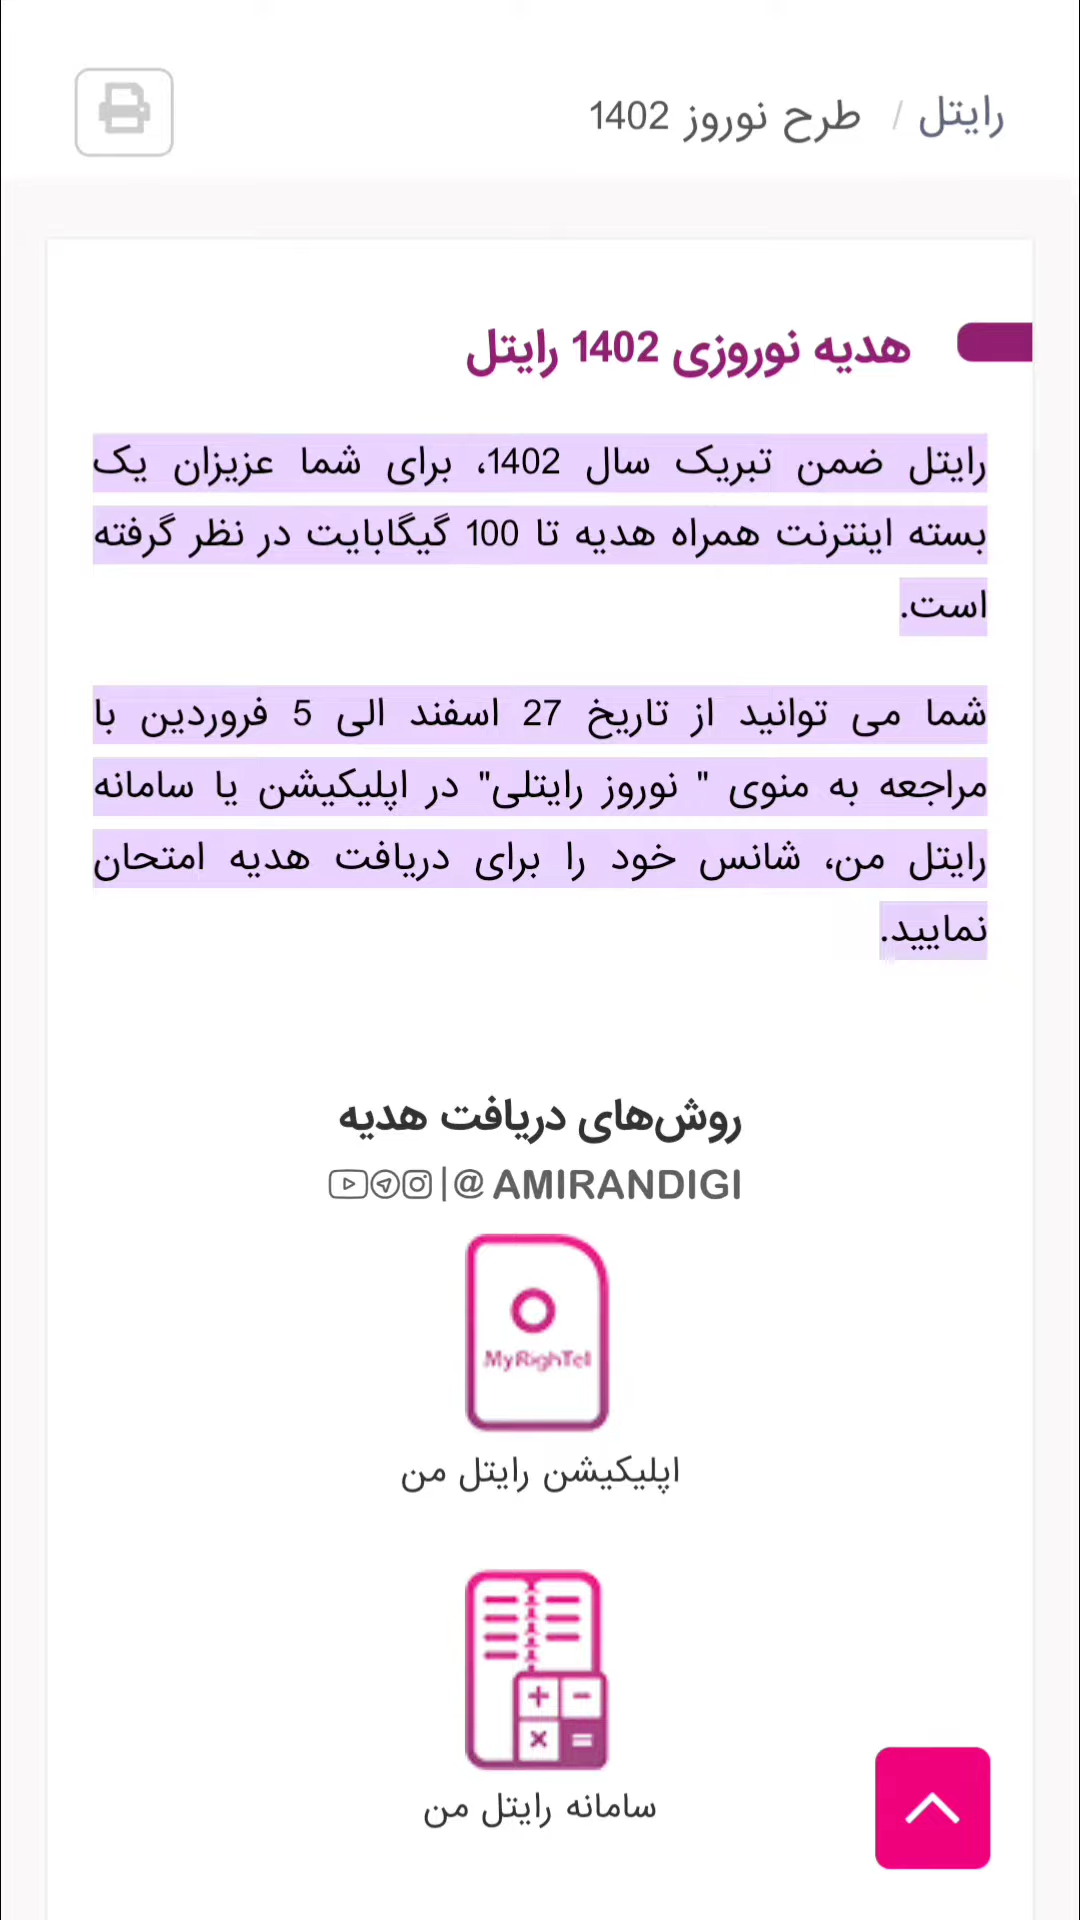 رایتل / طرح نوروز 1402
هدیه نوروزی 1402 رایتل
رایتل ضمن تبریک سال 1402، برای شما عزیزان یک
بسته اینترنت همراه هدیه تا 100 گیگابایت در نظر گرفته
است.
شما می توانید از تاریخ 27 اسفند الی 5 فروردین با
مراجعه به منوی " نوروز رایتلی" در اپلیکیشن یا سامانه
رایتل من، شانس خود را برای دریافت هدیه امتحان
نمایید.
روش‌های دریافت هدیه
|@ AMIRANDIGI
MyRighTel
اپلیکیشن رایتل من
سامانه رایتل من